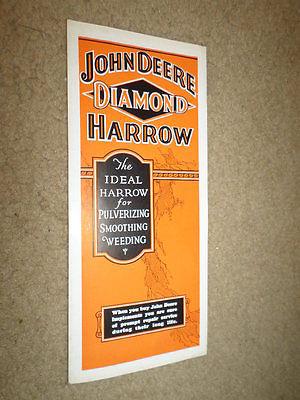 JOHN DEERE
DIAMOND
HARROW
The
IDEAL
HARROW
for
PULVERIZING
SMOOTHING
WEEDING
When you buy John Deere
Implements you are sure
of prompt repair service
during their long life.